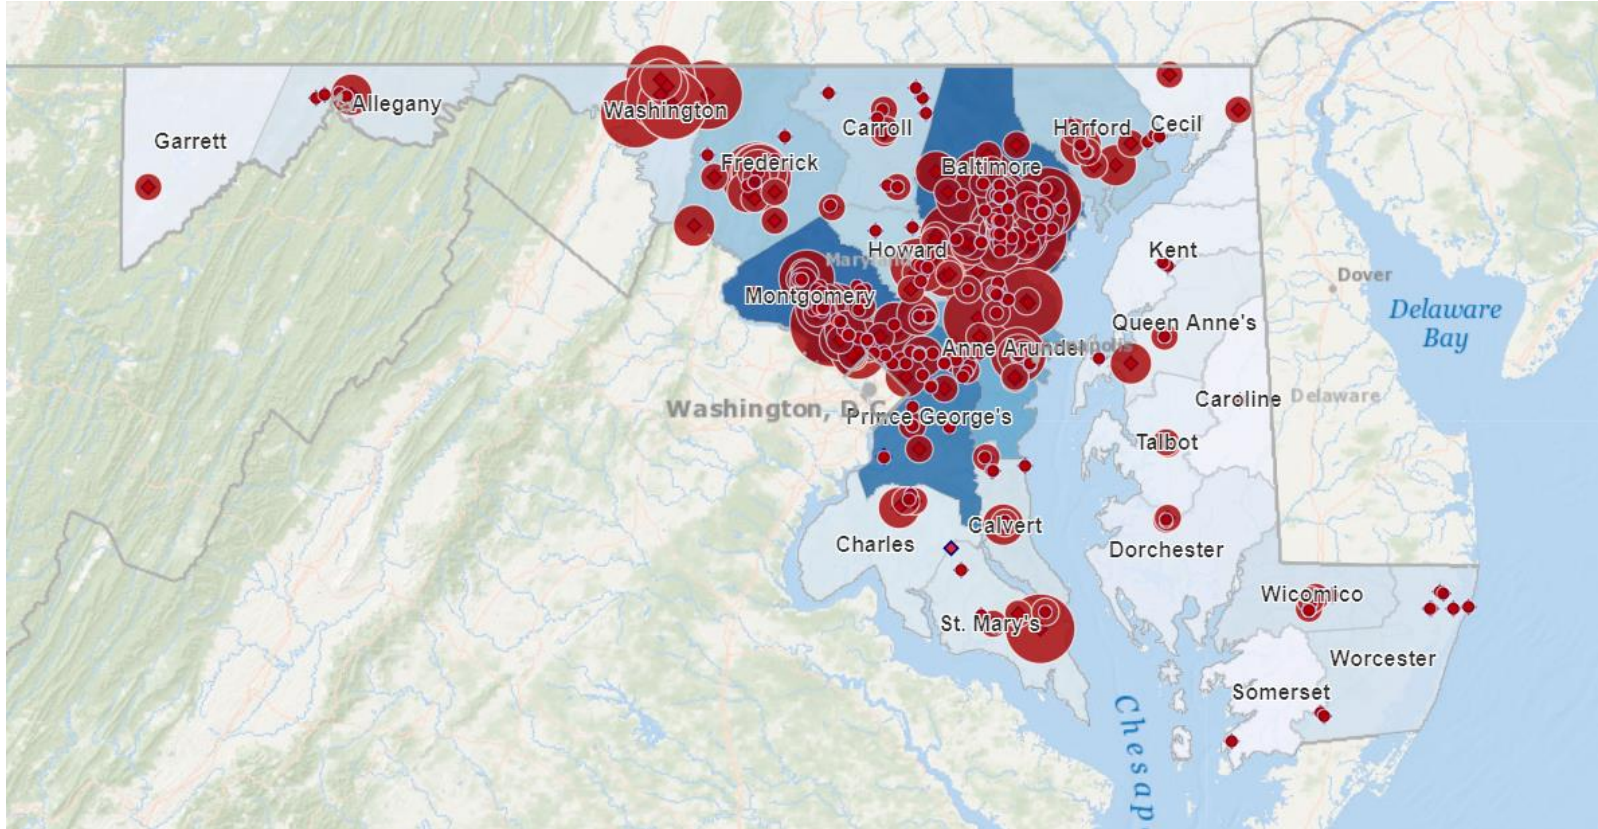 Allegany
Washington
Garrett
Carroll
Harford
Cecil
Frederick
Baltimore
Howard
Kent
Dover
Montgomery
Delaware
Bay
Queen Anne's
Anne Arundel
Caroline
Delaware
Washington, D.C.
Prince George's
Talbot
Calvert
Charles
Dorchester
Wicomico
St. Mary's
Worcester
Somerset
Chesap